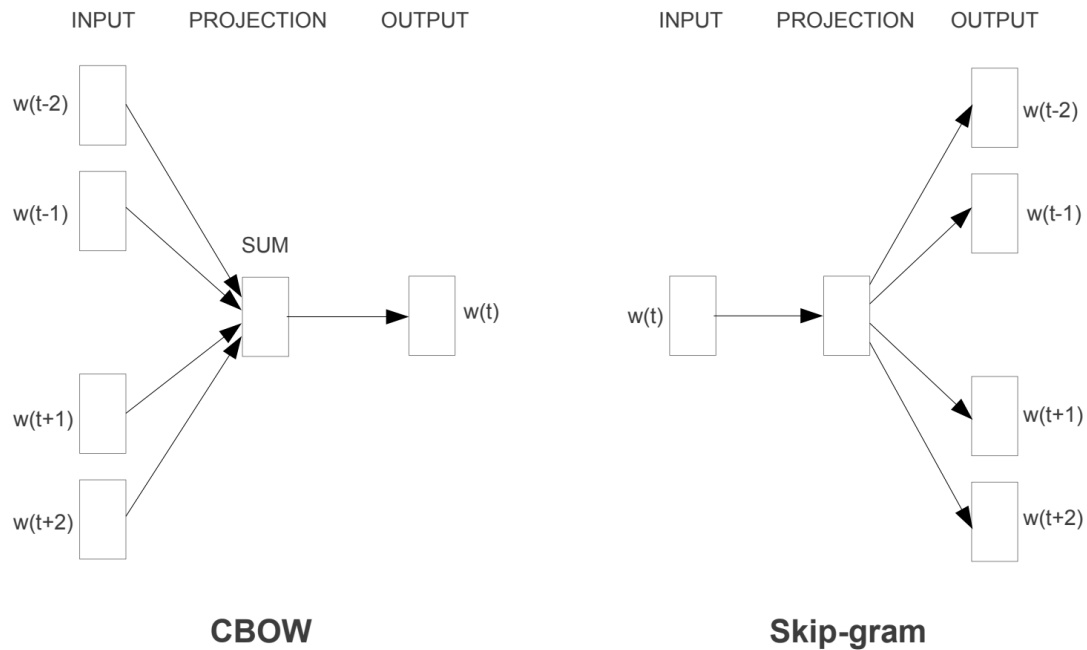 INPUT PROJECTION OUTPUT
w(t-2)
w(t-1)
SUM
w(t)
w(t+1)
w(t+2)
CBOW
INPUT PROJECTION OUTPUT
w(t-2)
w(t-1)
w(t)
w(t+1)
w(t+2)
Skip-gram